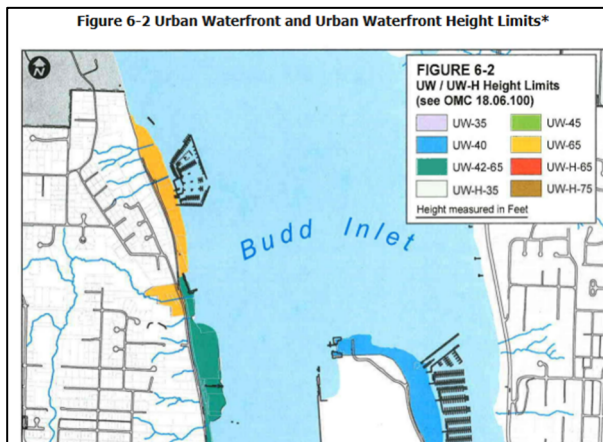 Figure 6-2 Urban Waterfront and Urban Waterfront Height Limits*
N
FIGURE 6-2
UW / UW-H Height Limits
(see OMC 18.06.100)
UW-35
UW-45
UW-40
UW-65
UW-42-65
UW-H-65
UW-H-35
UW-H-75
Height measured in Feet
Budd Inlet